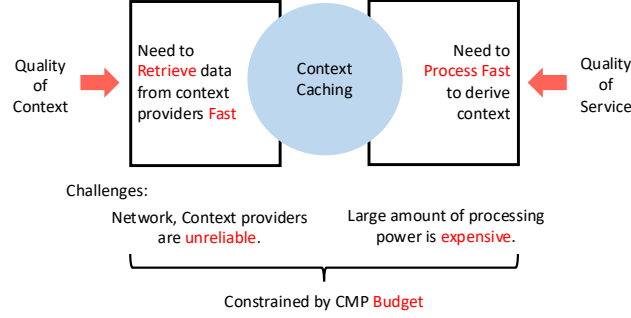 Quality
of
Context
Need to
Retrieve data
from context
providers Fast
Context
Caching
Need to
Process Fast
to derive
context
Quality
of
Service
Challenges:
Network, Context providers
are unreliable.
Large amount of processing
power is expensive.
Constrained by CMP Budget